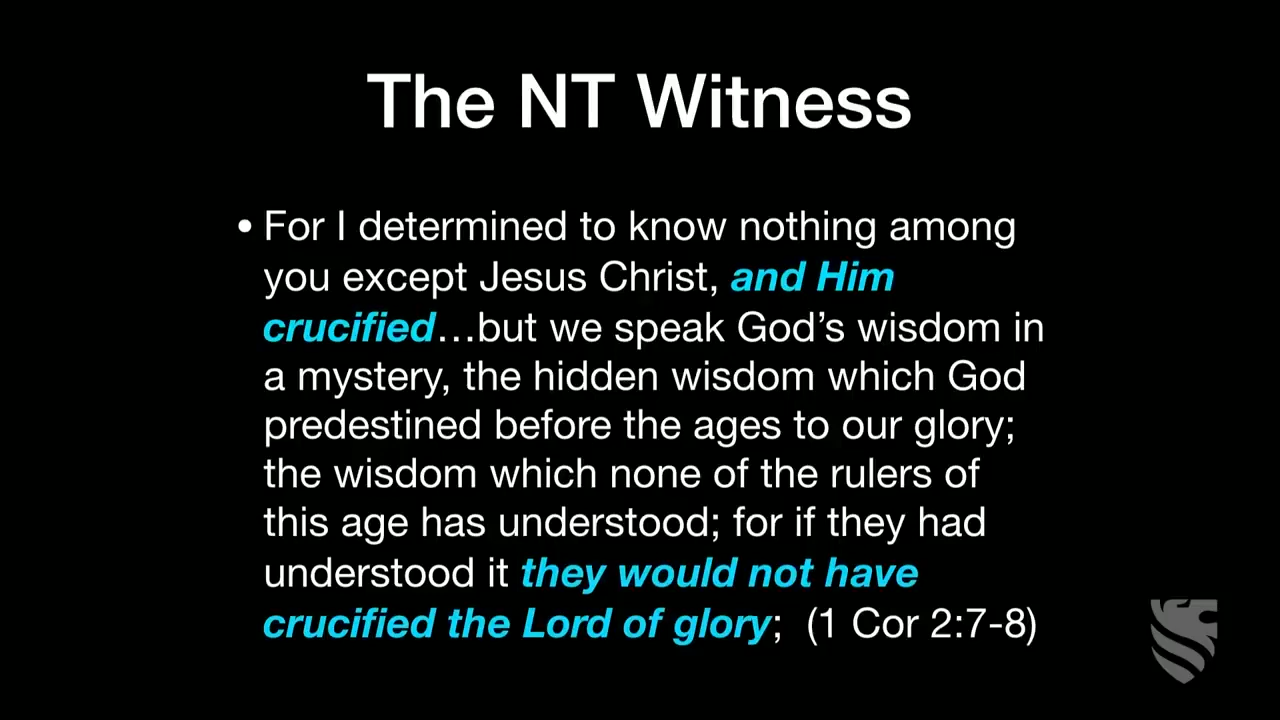 The NT Witness
• For I determined to know nothing among
you except Jesus Christ, and Him
crucified…but we speak God’s wisdom in
a mystery, the hidden wisdom which God
predestined before the ages to our glory;
the wisdom which none of the rulers of
this age has understood; for if they had
understood it they would not have
crucified the Lord of glory;  (1 Cor 2:7-8)